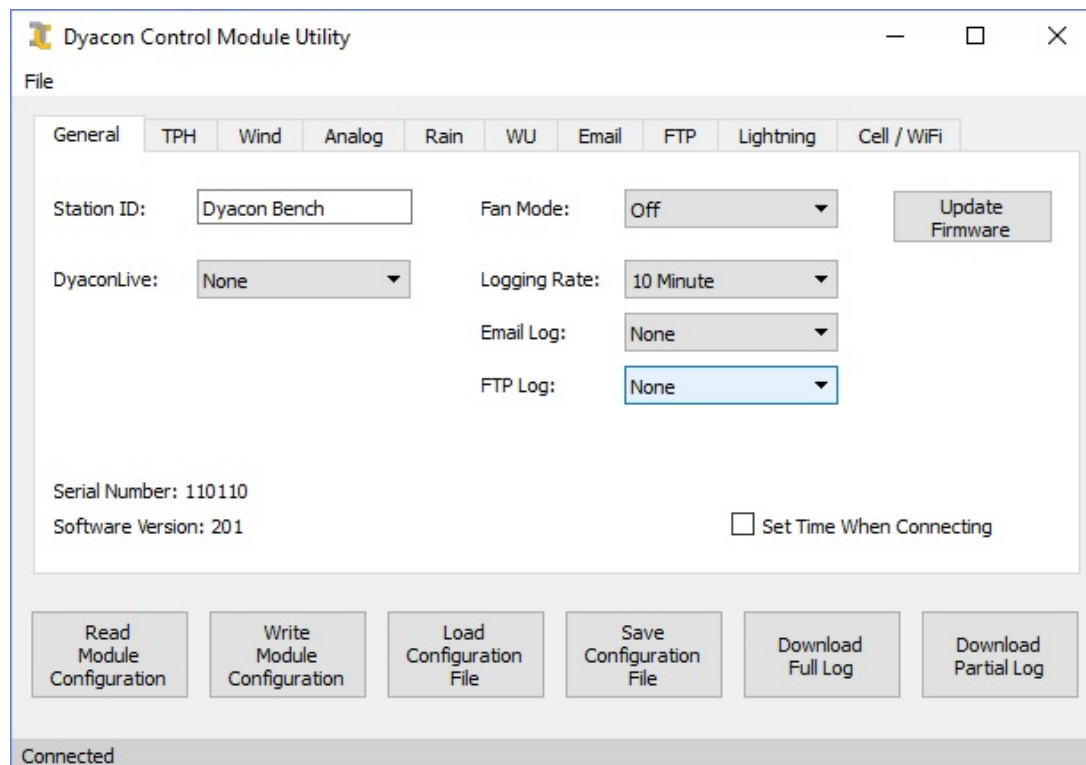 Dyacon Control Module Utility
File
General TPH Wind Analog Rain WU Email FTP Lightning Cell / WiFi
Station ID: Dyacon Bench Fan Mode: Off Update
Firmware
DyaconLive: None Logging Rate: 10 Minute
Email Log: None
FTP Log: None
Serial Number: 110110
Software Version: 201 Set Time When Connecting
Read
Module
Configuration
Write
Module
Configuration
Load
Configuration
File
Save
Configuration
File
Download
Full Log
Download
Partial Log
Connected